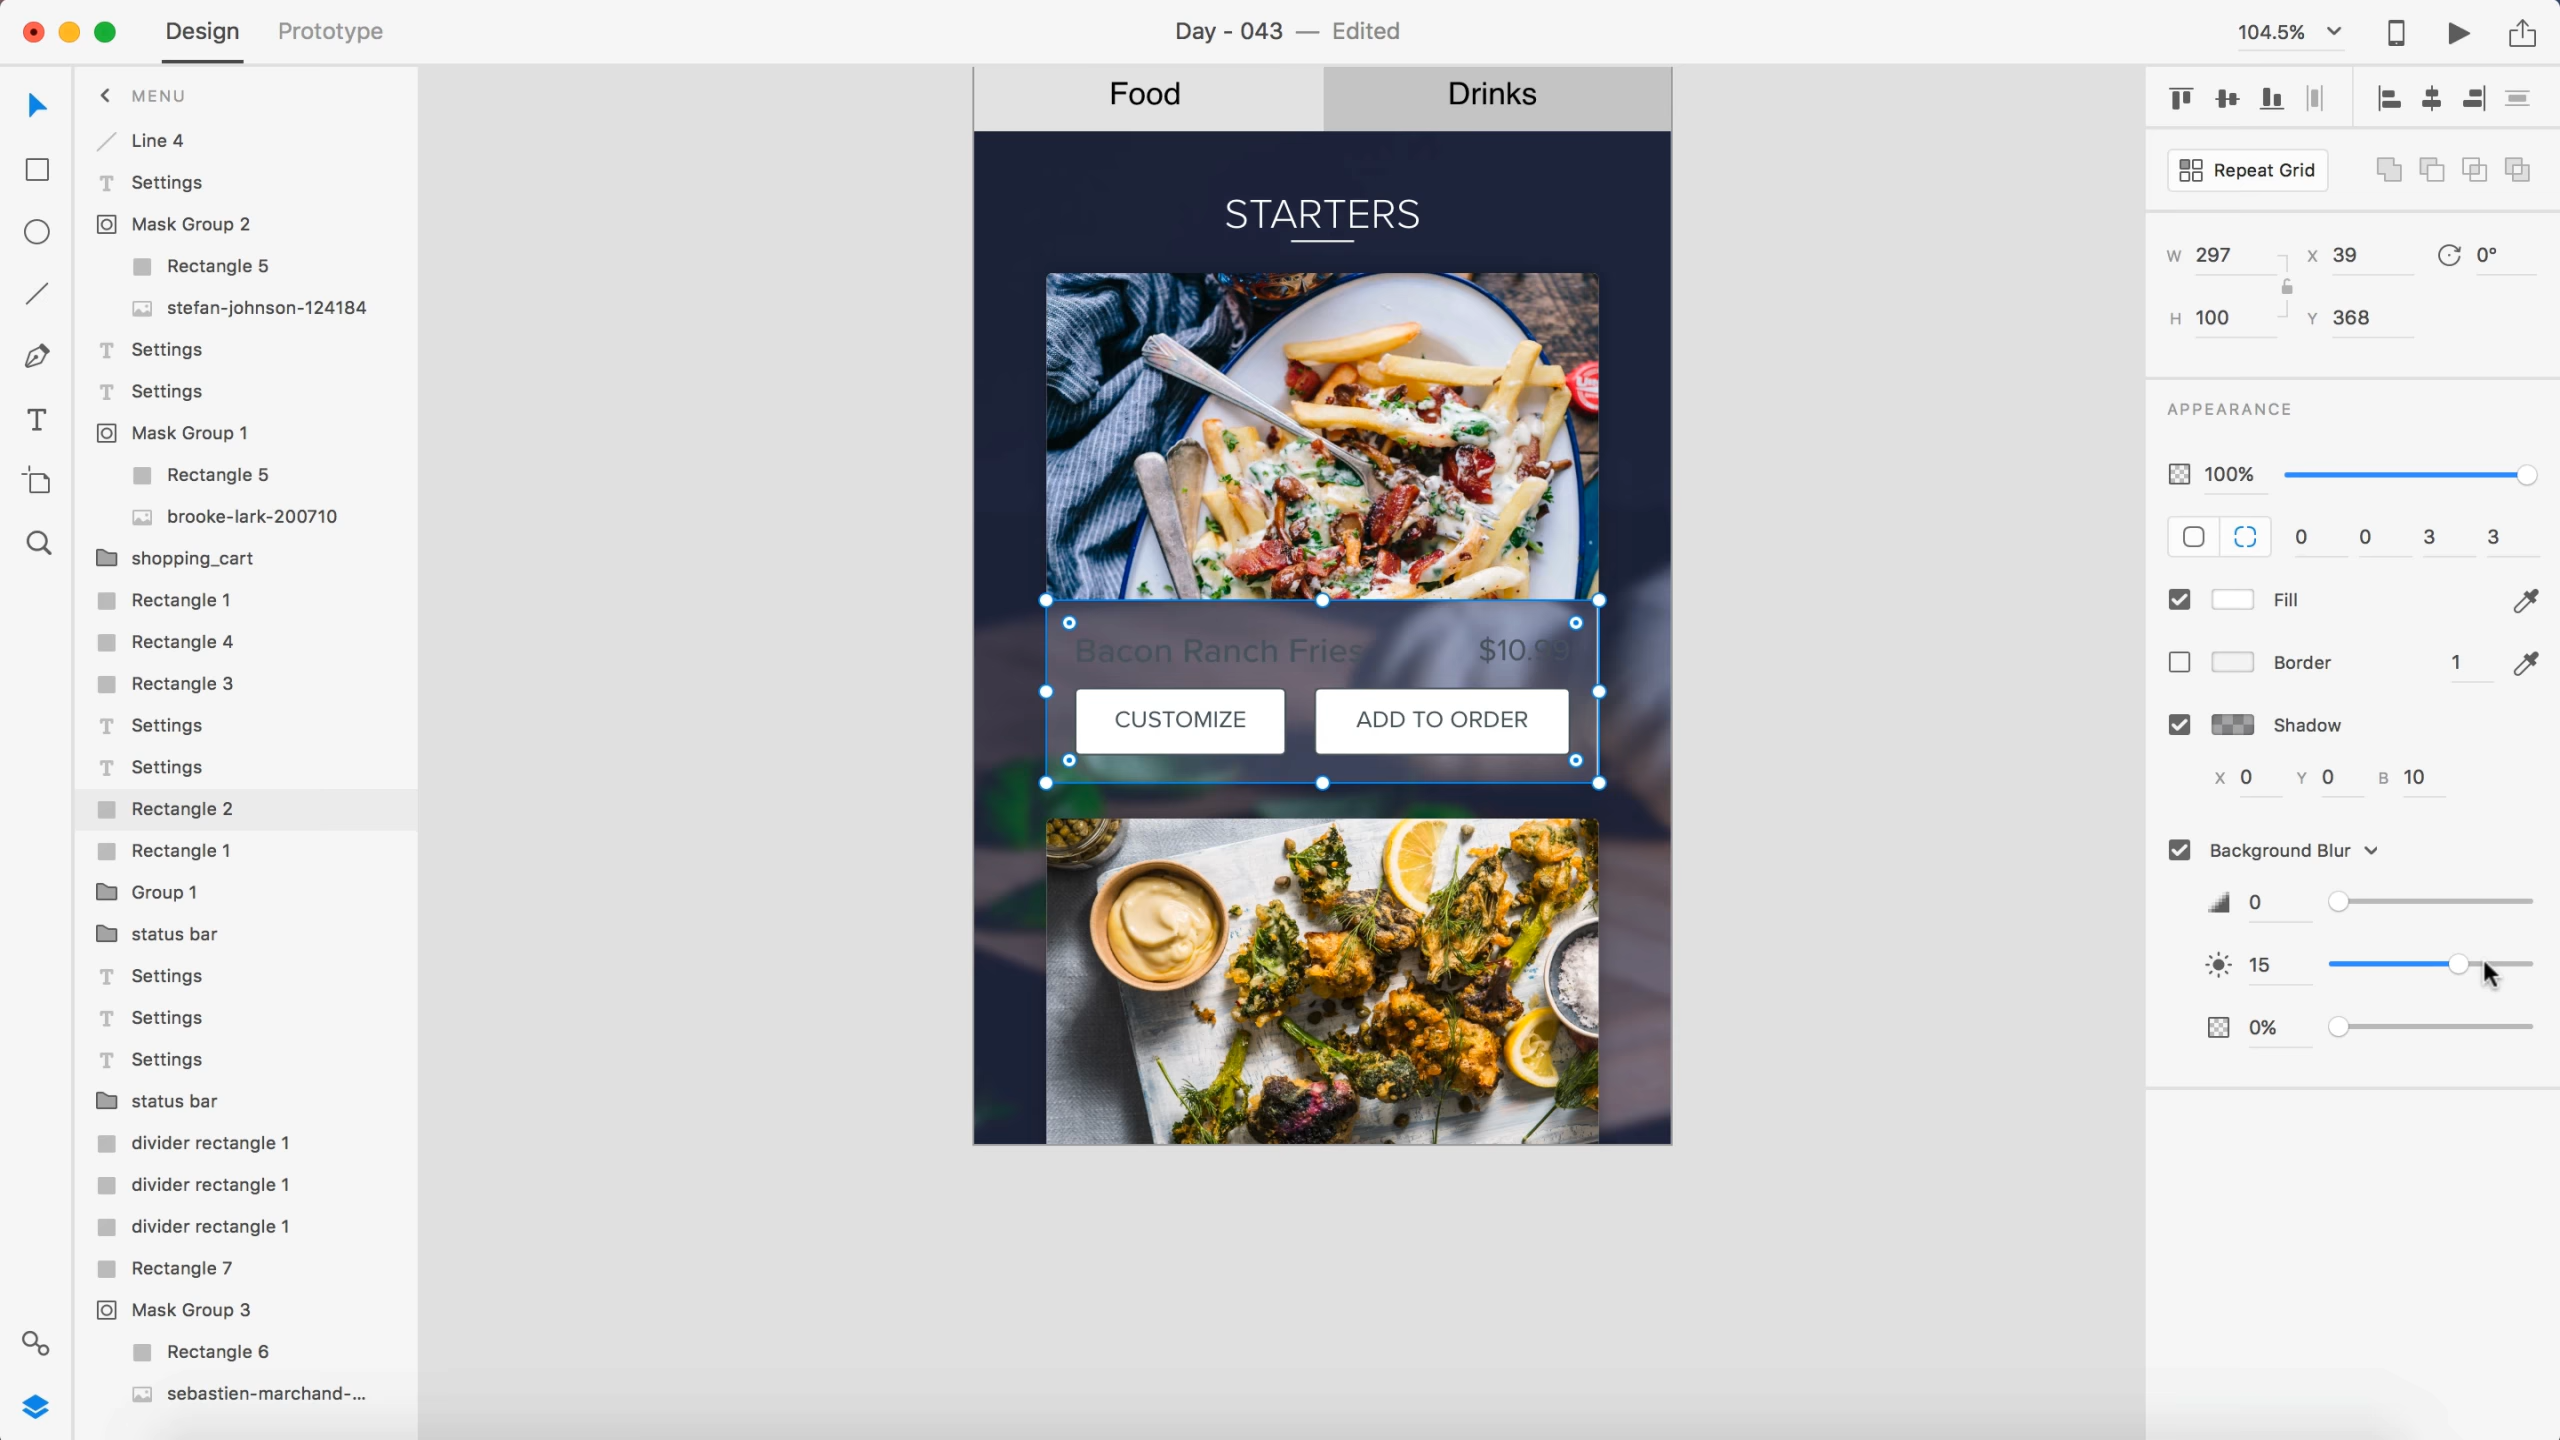 Design Prototype
Day - 043 — Edited
104.5%
MENU
Line 4
Settings
Mask Group 2
Rectangle 5
stefan-johnson-124184
Settings
Settings
Mask Group 1
Rectangle 5
brooke-lark-200710
shopping_cart
Rectangle 1
Rectangle 4
Rectangle 3
Settings
Settings
Rectangle 2
Rectangle 1
Group 1
status bar
Settings
Settings
Settings
status bar
divider rectangle 1
divider rectangle 1
divider rectangle 1
Rectangle 7
Mask Group 3
Rectangle 6
sebastien-marchand-...
Food Drinks
STARTERS
Bacon Ranch Fries $10.99
CUSTOMIZE ADD TO ORDER
Repeat Grid
W 297 X 39 0°
H 100 Y 368
APPEARANCE
100%
0 0 3 3
Fill
Border 1
Shadow
X 0 Y 0 B 10
Background Blur
0
15
0%